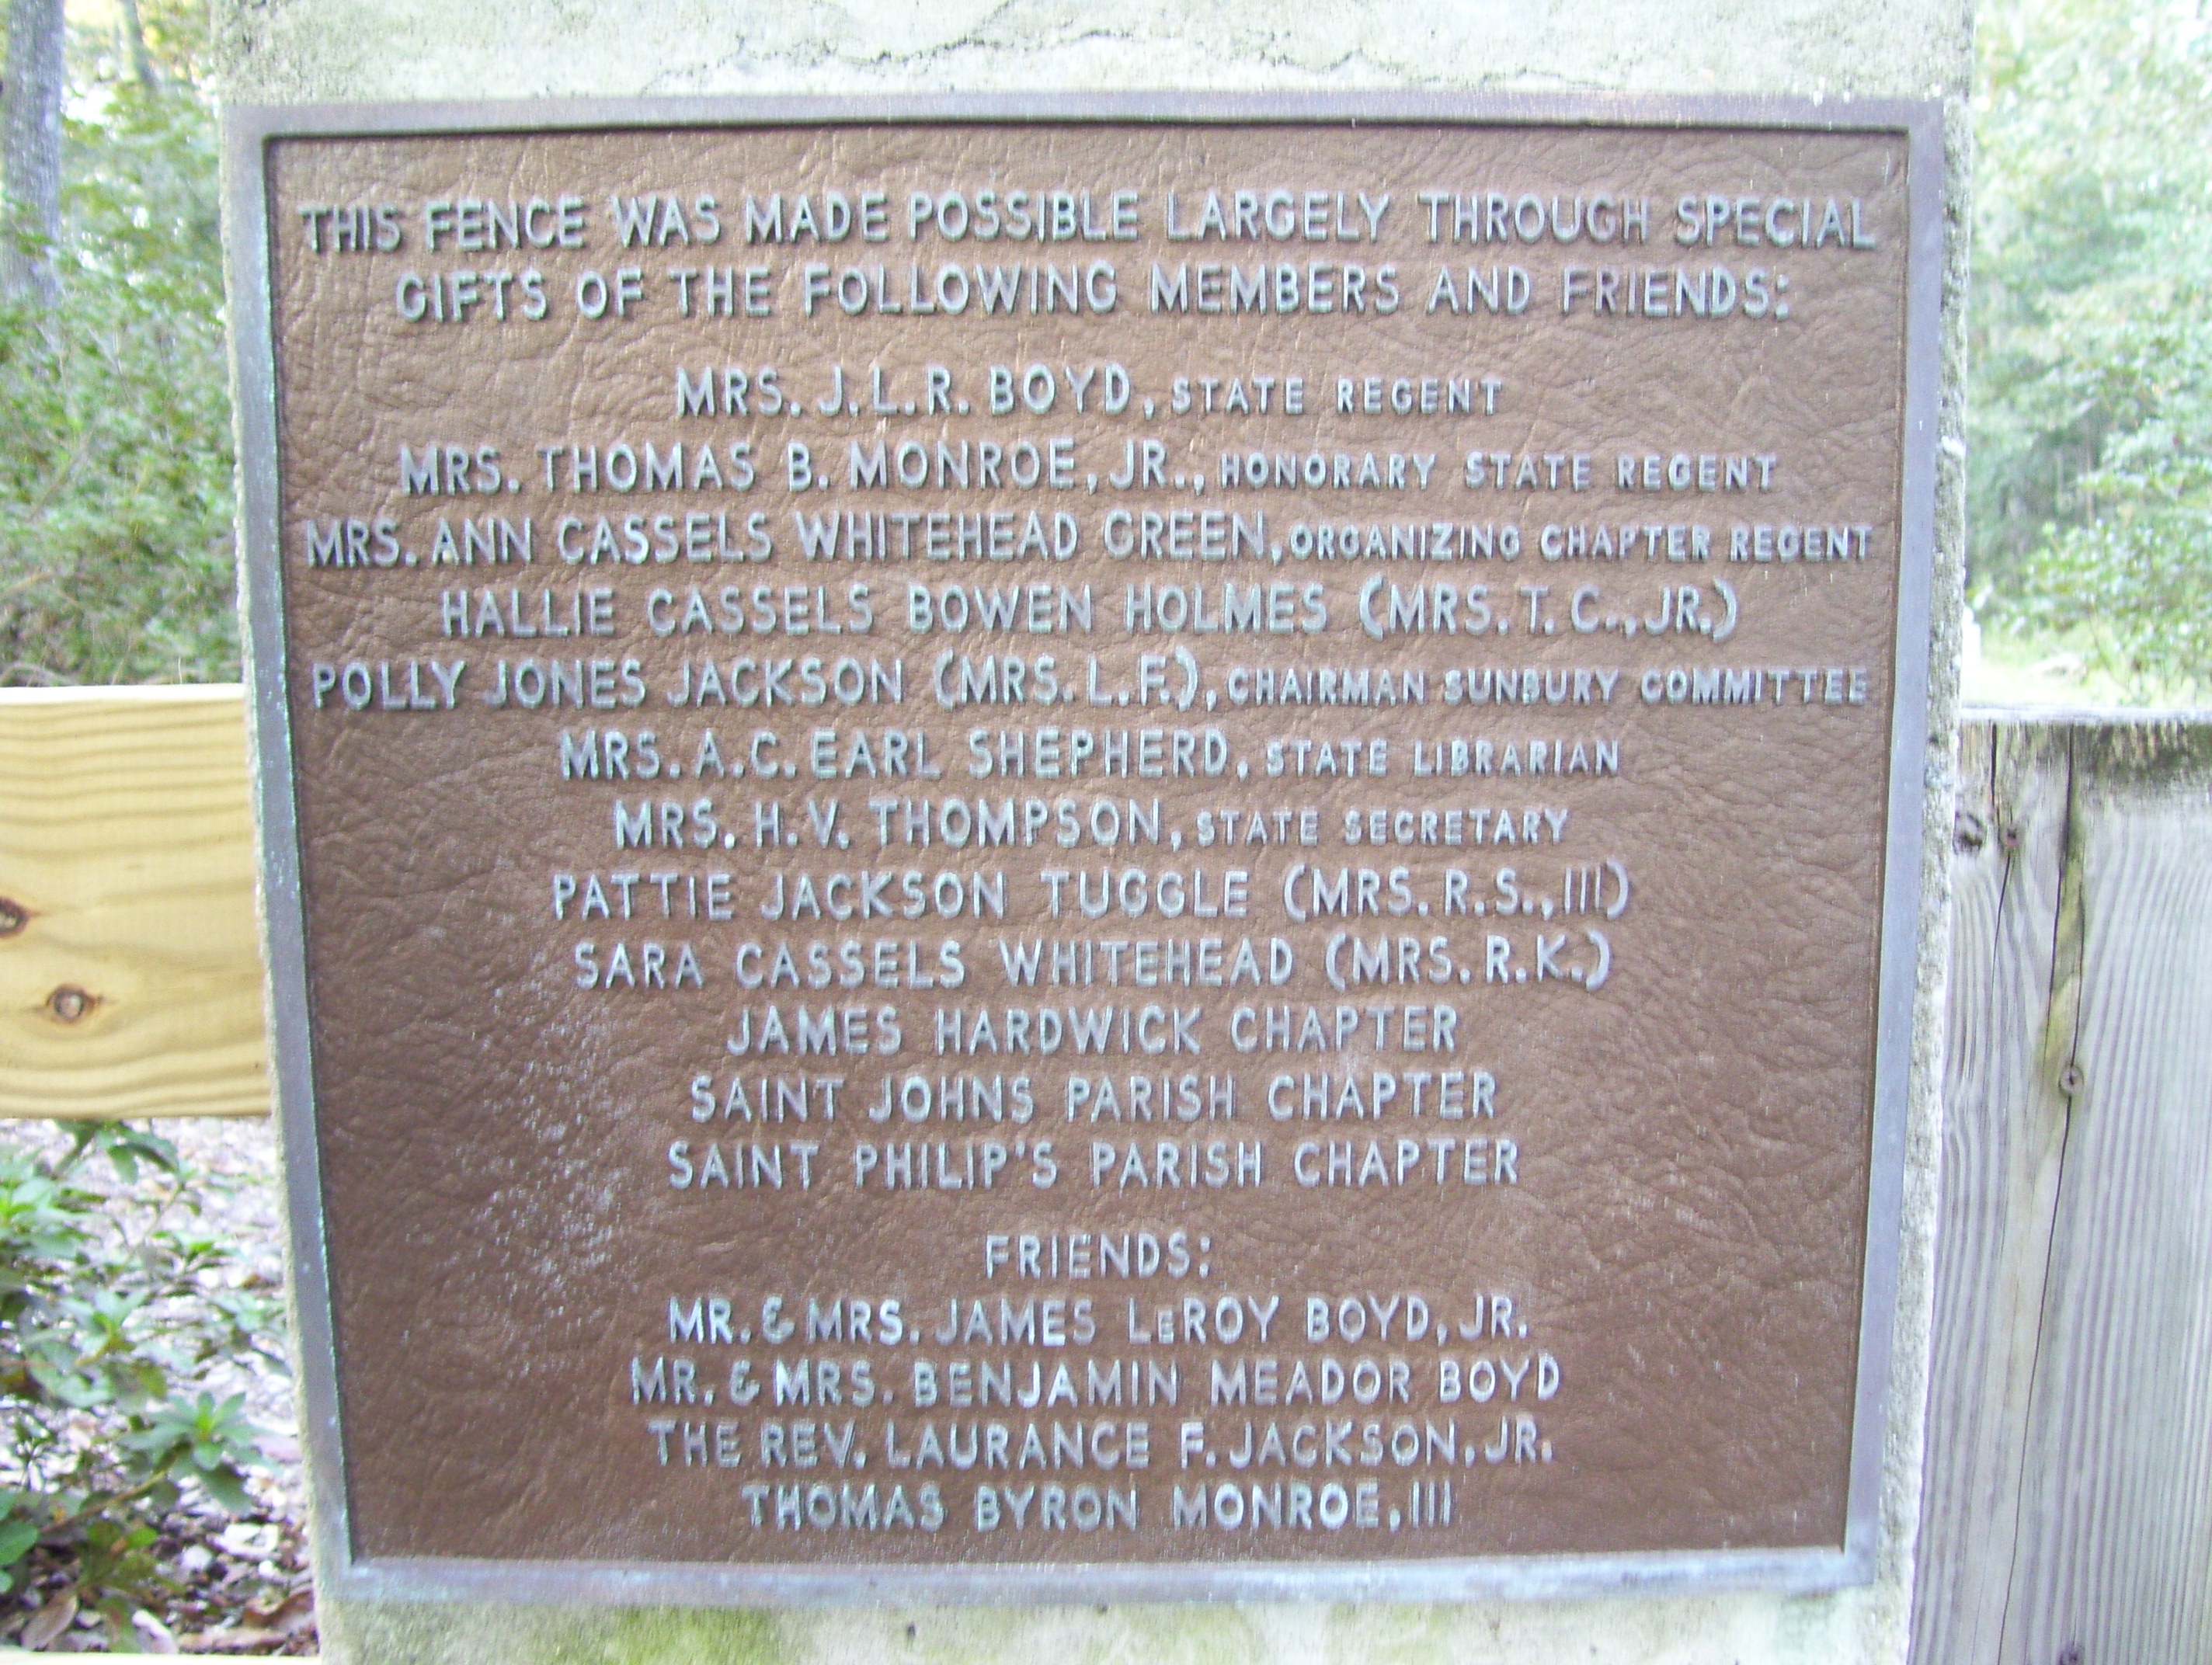 THIS FENCE WAS MADE POSSIBLE LARGELY THROUGH SPECIAL
GIFTS OF THE FOLLOWING MEMBERS AND FRIENDS:
MRS. J.L.R. BOYD, STATE REGENT
MRS. THOMAS B. MONROE, JR., HONORARY STATE REGENT
MRS. ANN CASSELS WHITEHEAD GREEN, ORGANIZING CHAPTER REGENT
HALLIE CASSELS BOWEN HOLMES (MRS. T. C., JR.)
POLLY JONES JACKSON (MRS. L.F.), CHAIRMAN SUNBURY COMMITTEE
MRS. A.C. EARL SHEPHERD, STATE LIBRARIAN
MRS. H.V. THOMPSON, STATE SECRETARY
PATTIE JACKSON TUGGLE (MRS. R.S., III)
SARA CASSELS WHITEHEAD (MRS. R.K.)
JAMES HARDWICK CHAPTER
SAINT JOHNS PARISH CHAPTER
SAINT PHILIP'S PARISH CHAPTER
FRIENDS:
MR. & MRS. JAMES LeROY BOYD, JR.
MR. & MRS. BENJAMIN MEADOR BOYD
THE REV. LAURANCE F. JACKSON, JR.
THOMAS BYRON MONROE, III